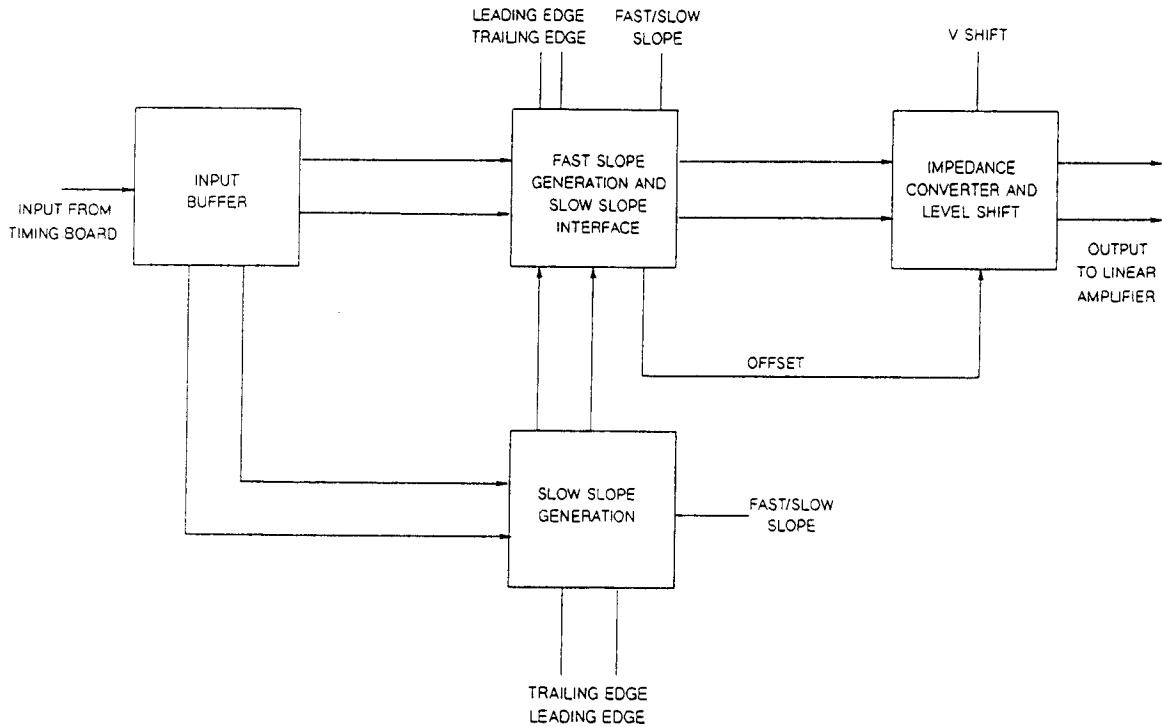 LEADING EDGE
TRAILING EDGE
FAST/SLOW
SLOPE
V SHIFT
INPUT
BUFFER
FAST SLOPE
GENERATION AND
SLOW SLOPE
INTERFACE
IMPEDANCE
CONVERTER AND
LEVEL SHIFT
INPUT FROM
TIMING BOARD
OUTPUT
TO LINEAR
AMPLIFIER
OFFSET
SLOW SLOPE
GENERATION
FAST/SLOW
SLOPE
TRAILING EDGE
LEADING EDGE